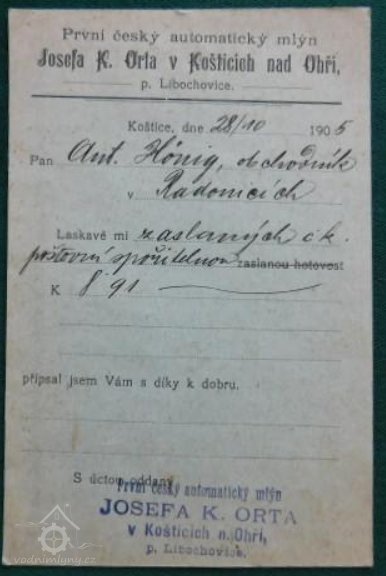 První český automatický mlýn
Josefa K. Orta v Košticích nad Ohří,
p. Libochovice.
Koštice, dne 28/10 1905
Pan Ant. Hönig, obchodník
v Radonicích
Laskavě mi zaslaných c. k.
poštovní spořitelnou zaslanou hotovost
K 8 91
připsal jsem Vám s díky k dobru.
S úctou oddaný
První český automatický mlýn
JOSEFA K. ORTA
v Košticích n. Ohří,
p. Libochovice.
vodnimlyny.cz